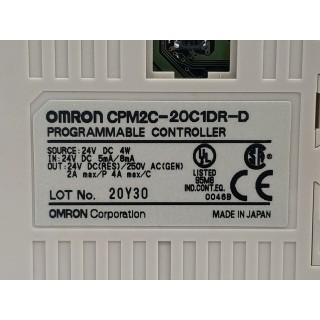 OMRON CPM2C-20C1DR-D
PROGRAMMABLE CONTROLLER
SOURCE: 24V DC 4W
IN: 24V DC 5mA/8mA
OUT: 24V DC(RES)/250V AC(GEN)
2A max/P 4A max/C
UL
LISTED
95M8
IND.CONT.EQ.
0046B
LOT No. 20Y30
OMRON Corporation
MADE IN JAPAN